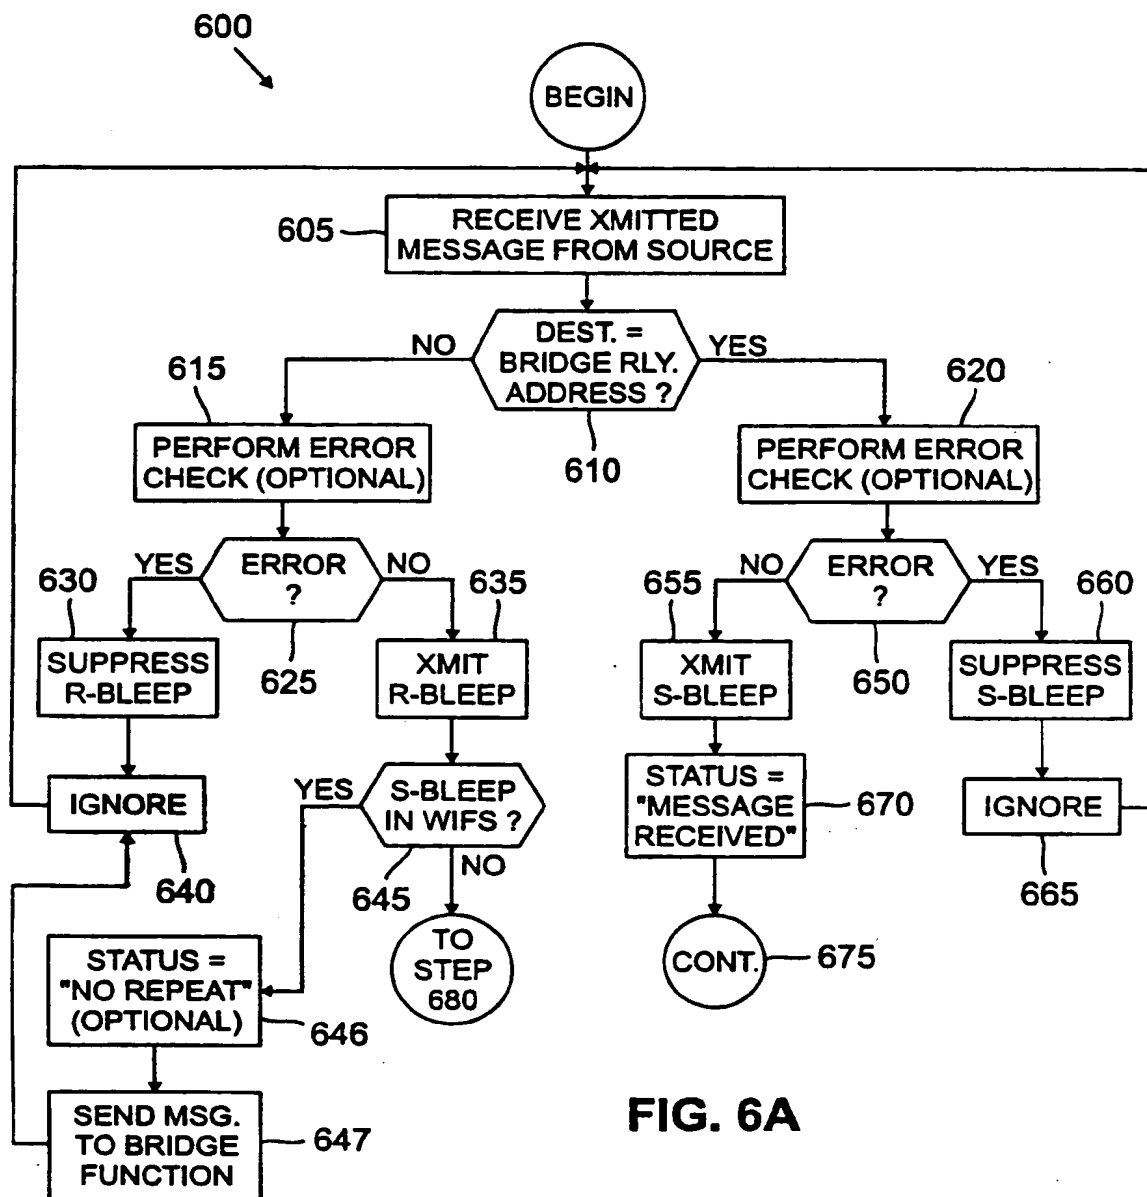 600
BEGIN
605
RECEIVE XMITTED
MESSAGE FROM SOURCE
NO
DEST. =
BRIDGE RLY.
ADDRESS ?
YES
610
615
PERFORM ERROR
CHECK (OPTIONAL)
620
PERFORM ERROR
CHECK (OPTIONAL)
YES
ERROR
?
NO
625
NO
ERROR
?
YES
650
630
SUPPRESS
R-BLEEP
635
XMIT
R-BLEEP
655
XMIT
S-BLEEP
660
SUPPRESS
S-BLEEP
IGNORE
640
YES
S-BLEEP
IN WIFS ?
NO
645
STATUS =
"MESSAGE
RECEIVED"
670
IGNORE
665
STATUS =
"NO REPEAT"
(OPTIONAL)
646
TO
STEP
680
CONT.
675
SEND MSG.
TO BRIDGE
FUNCTION
647
FIG. 6A